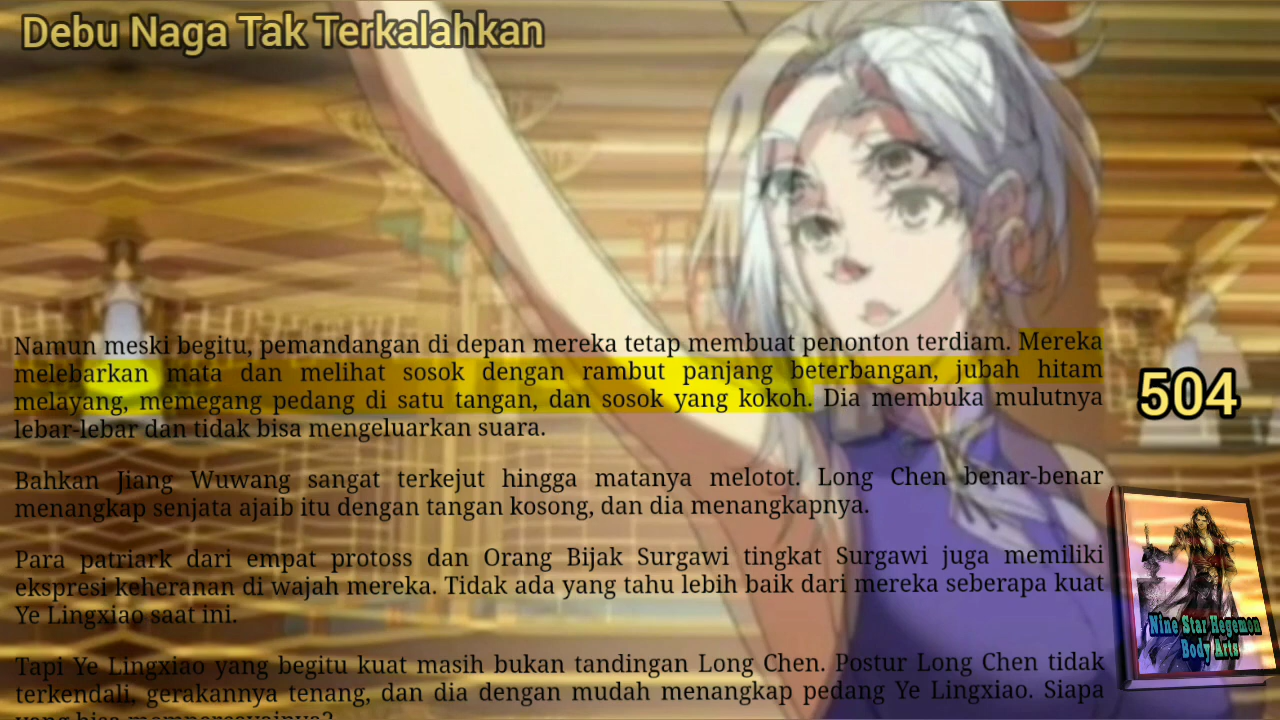 Debu Naga Tak Terkalahkan
Namun meski begitu, pemandangan di depan mereka tetap membuat penonton terdiam. Mereka
melebarkan mata dan melihat sosok dengan rambut panjang beterbangan, jubah hitam
melayang, memegang pedang di satu tangan, dan sosok yang kokoh. Dia membuka mulutnya
lebar-lebar dan tidak bisa mengeluarkan suara.
Bahkan Jiang Wuwang sangat terkejut hingga matanya melotot. Long Chen benar-benar
menangkap senjata ajaib itu dengan tangan kosong, dan dia menangkapnya.
Para patriark dari empat protoss dan Orang Bijak Surgawi tingkat Surgawi juga memiliki
ekspresi keheranan di wajah mereka. Tidak ada yang tahu lebih baik dari mereka seberapa kuat
Ye Lingxiao saat ini.
Tapi Ye Lingxiao yang begitu kuat masih bukan tandingan Long Chen. Postur Long Chen tidak
terkendali, gerakannya tenang, dan dia dengan mudah menangkap pedang Ye Lingxiao. Siapa
yang bisa mempercayainya?
504
Nine Star Hegemon
Body Arts